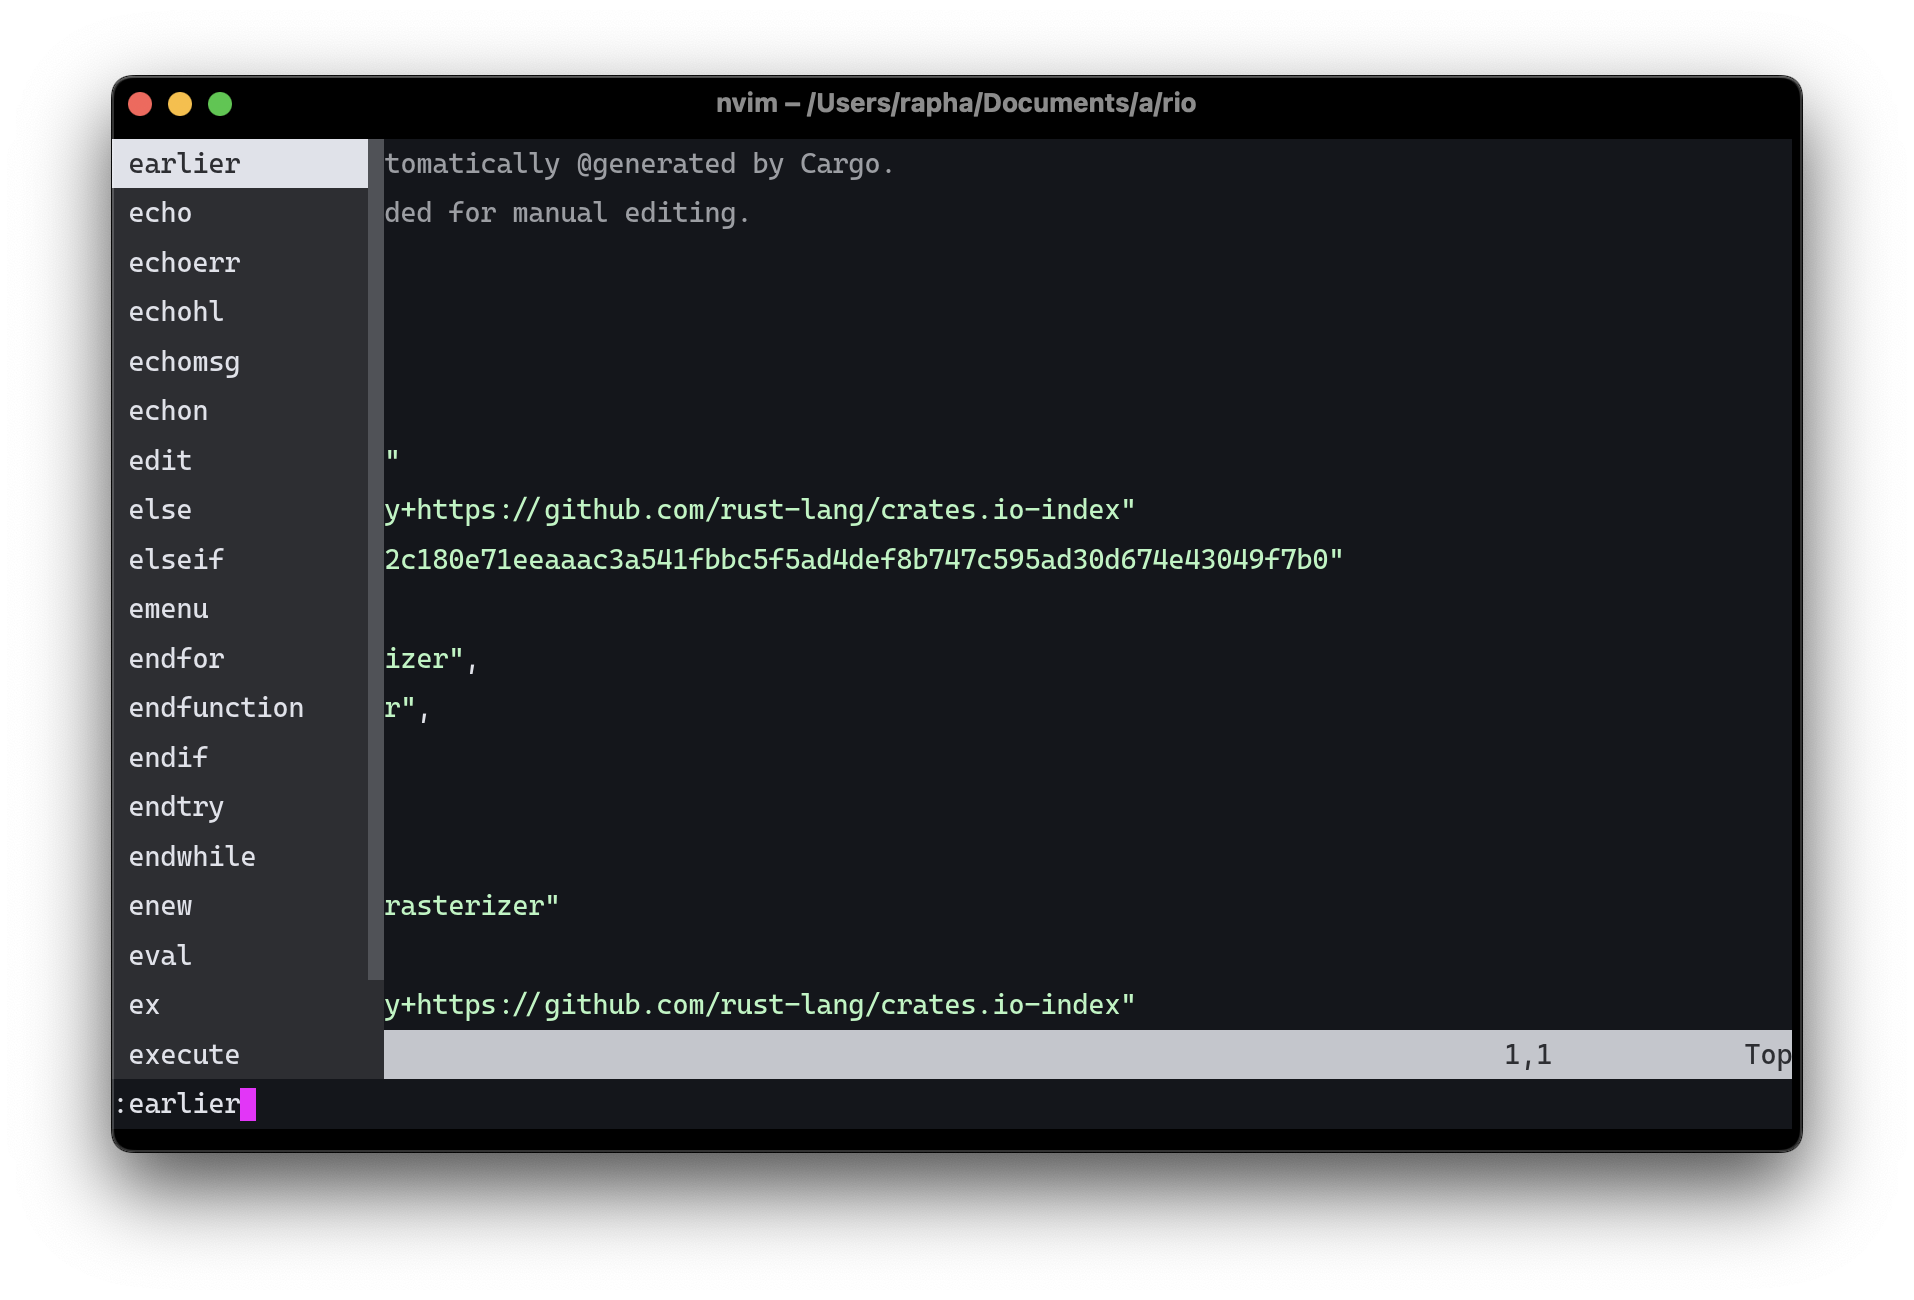 nvim – /Users/rapha/Documents/a/rio
earlier tomatically @generated by Cargo.
echo ded for manual editing.
echoerr
echohl
echomsg
echon
edit "
else y+https://github.com/rust-lang/crates.io-index"
elseif 2c180e71eeaaac3a541fbbc5f5ad4def8b747c595ad30d674e43049f7b0"
emenu
endfor izer",
endfunction r",
endif
endtry
endwhile
enew rasterizer"
eval
ex y+https://github.com/rust-lang/crates.io-index"
execute 1,1 Top
:earlier